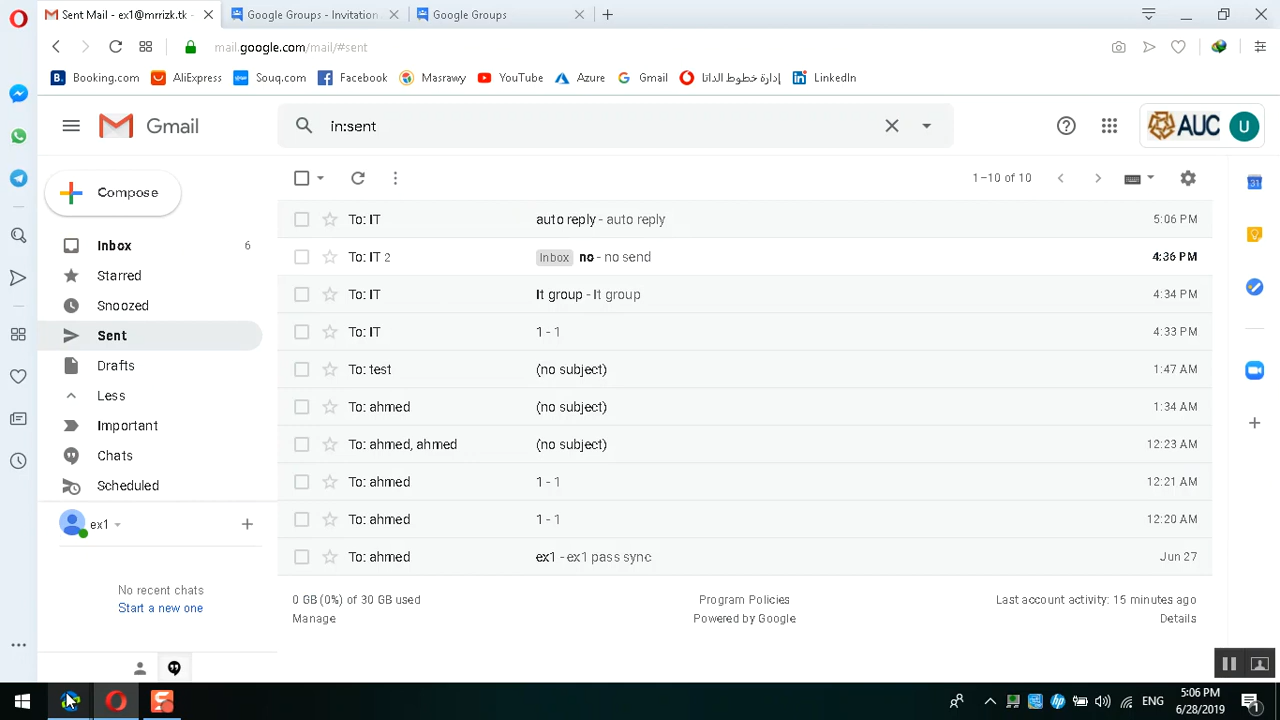 Sent Mail - ex1@mrrizk.tk -
Google Groups - Invitation
Google Groups
mail.google.com/mail/#sent
Booking.com
AliExpress
Souq.com
Facebook
Masrawy
YouTube
Azure
Gmail
إدارة خطوط الداتا
LinkedIn
Gmail
in:sent
AUC
U
Compose
1–10 of 10
Inbox 6
Starred
Snoozed
Sent
Drafts
Less
Important
Chats
Scheduled
ex1
No recent chats
Start a new one
To: IT auto reply - auto reply 5:06 PM
To: IT 2 Inbox no - no send 4:36 PM
To: IT It group - It group 4:34 PM
To: IT 1 - 1 4:33 PM
To: test (no subject) 1:47 AM
To: ahmed (no subject) 1:34 AM
To: ahmed, ahmed (no subject) 12:23 AM
To: ahmed 1 - 1 12:21 AM
To: ahmed 1 - 1 12:20 AM
To: ahmed ex1 - ex1 pass sync Jun 27
0 GB (0%) of 30 GB used
Manage
Program Policies
Powered by Google
Last account activity: 15 minutes ago
Details
31
ENG
5:06 PM
6/28/2019
1